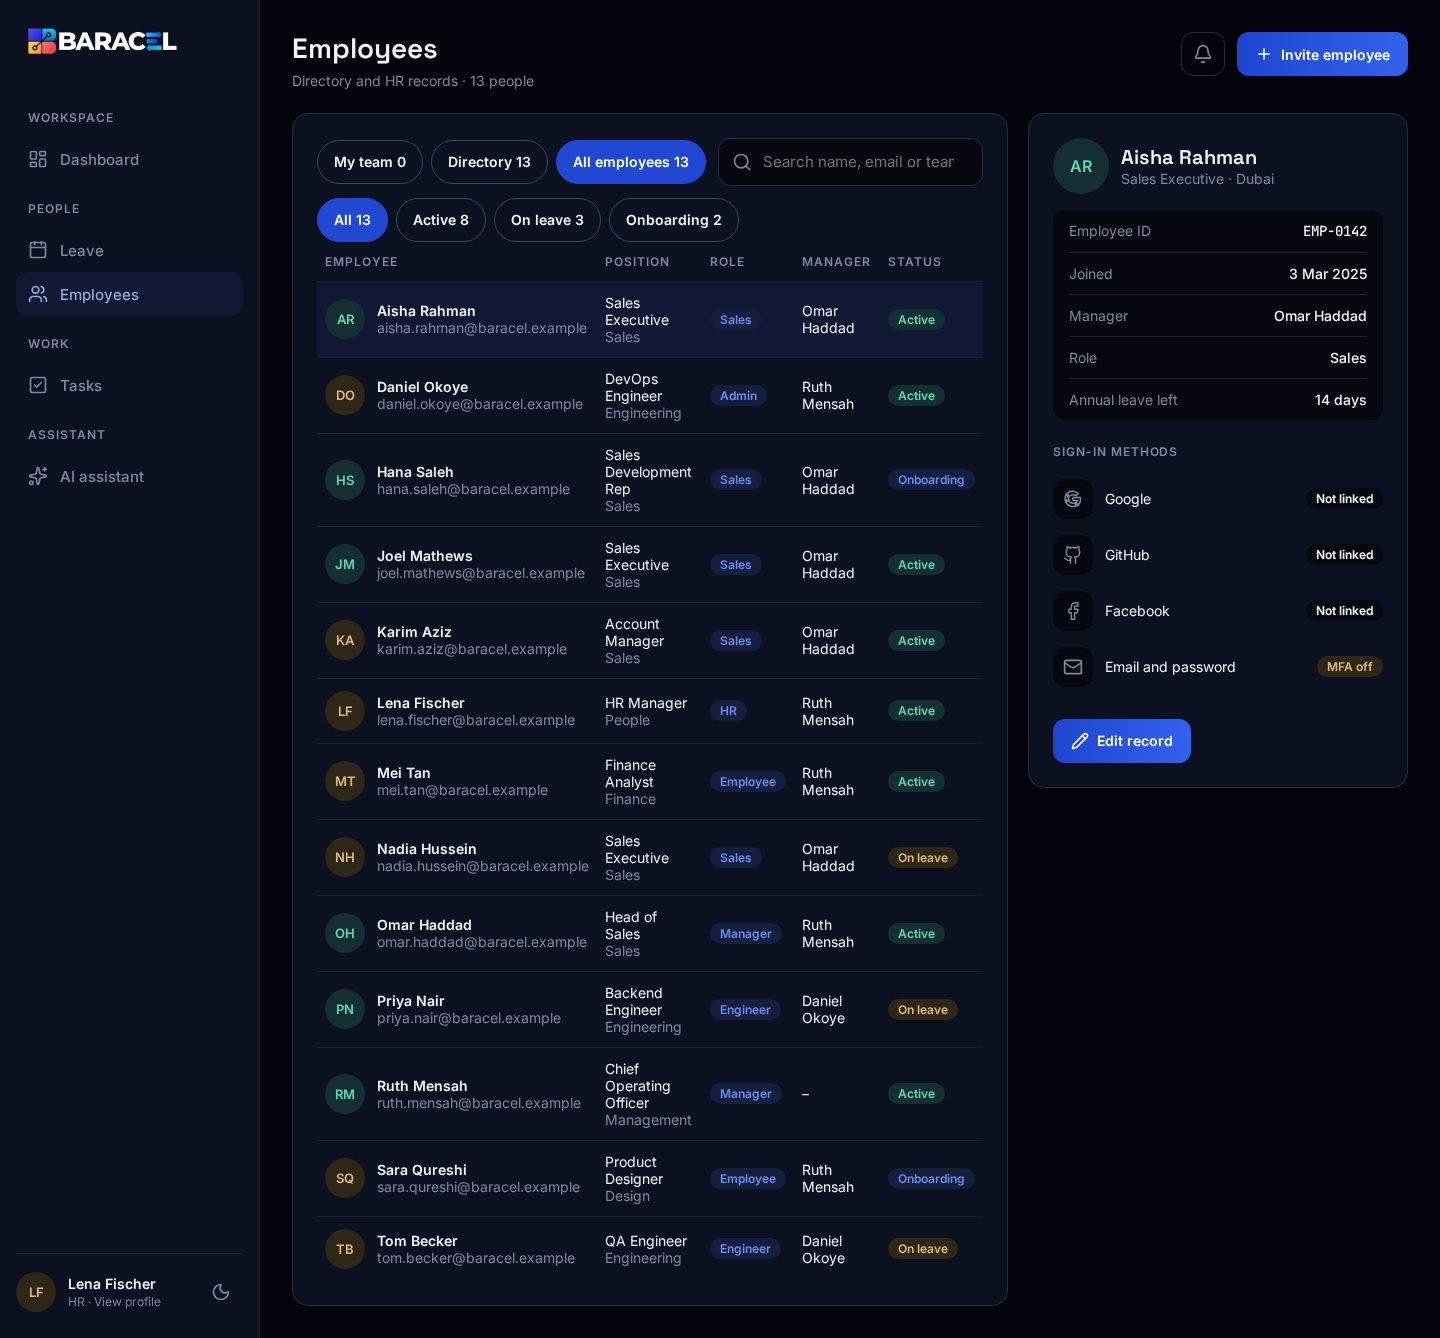 BARACEL
WORKSPACE
Dashboard
PEOPLE
Leave
Employees
WORK
Tasks
ASSISTANT
AI assistant
LF
Lena Fischer
HR · View profile
Employees
Directory and HR records · 13 people
Invite employee
My team 0
Directory 13
All employees 13
Search name, email or tear
All 13
Active 8
On leave 3
Onboarding 2
EMPLOYEE POSITION ROLE MANAGER STATUS
AR
Aisha Rahman
aisha.rahman@baracel.example
Sales
Executive
Sales
Sales
Omar
Haddad
Active
DO
Daniel Okoye
daniel.okoye@baracel.example
DevOps
Engineer
Engineering
Admin
Ruth
Mensah
Active
HS
Hana Saleh
hana.saleh@baracel.example
Sales
Development
Rep
Sales
Sales
Omar
Haddad
Onboarding
JM
Joel Mathews
joel.mathews@baracel.example
Sales
Executive
Sales
Sales
Omar
Haddad
Active
KA
Karim Aziz
karim.aziz@baracel.example
Account
Manager
Sales
Sales
Omar
Haddad
Active
LF
Lena Fischer
lena.fischer@baracel.example
HR Manager
People
HR
Ruth
Mensah
Active
MT
Mei Tan
mei.tan@baracel.example
Finance
Analyst
Finance
Employee
Ruth
Mensah
Active
NH
Nadia Hussein
nadia.hussein@baracel.example
Sales
Executive
Sales
Sales
Omar
Haddad
On leave
OH
Omar Haddad
omar.haddad@baracel.example
Head of
Sales
Sales
Manager
Ruth
Mensah
Active
PN
Priya Nair
priya.nair@baracel.example
Backend
Engineer
Engineering
Engineer
Daniel
Okoye
On leave
RM
Ruth Mensah
ruth.mensah@baracel.example
Chief
Operating
Officer
Management
Manager
–
Active
SQ
Sara Qureshi
sara.qureshi@baracel.example
Product
Designer
Design
Employee
Ruth
Mensah
Onboarding
TB
Tom Becker
tom.becker@baracel.example
QA Engineer
Engineering
Engineer
Daniel
Okoye
On leave
AR
Aisha Rahman
Sales Executive · Dubai
Employee ID EMP-0142
Joined 3 Mar 2025
Manager Omar Haddad
Role Sales
Annual leave left 14 days
SIGN-IN METHODS
Google Not linked
GitHub Not linked
Facebook Not linked
Email and password MFA off
Edit record